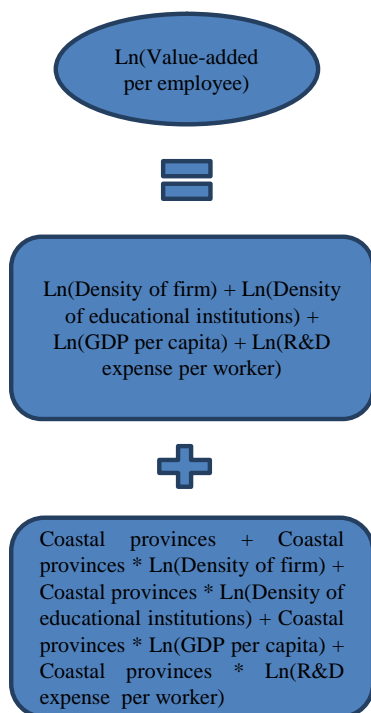 Ln(Value-added
per employee)
Ln(Density of firm) + Ln(Density
of educational institutions) +
Ln(GDP per capita) + Ln(R&D
expense per worker)
Coastal provinces + Coastal
provinces * Ln(Density of firm) +
Coastal provinces * Ln(Density of
educational institutions) + Coastal
provinces * Ln(GDP per capita) +
Coastal provinces * Ln(R&D
expense per worker)